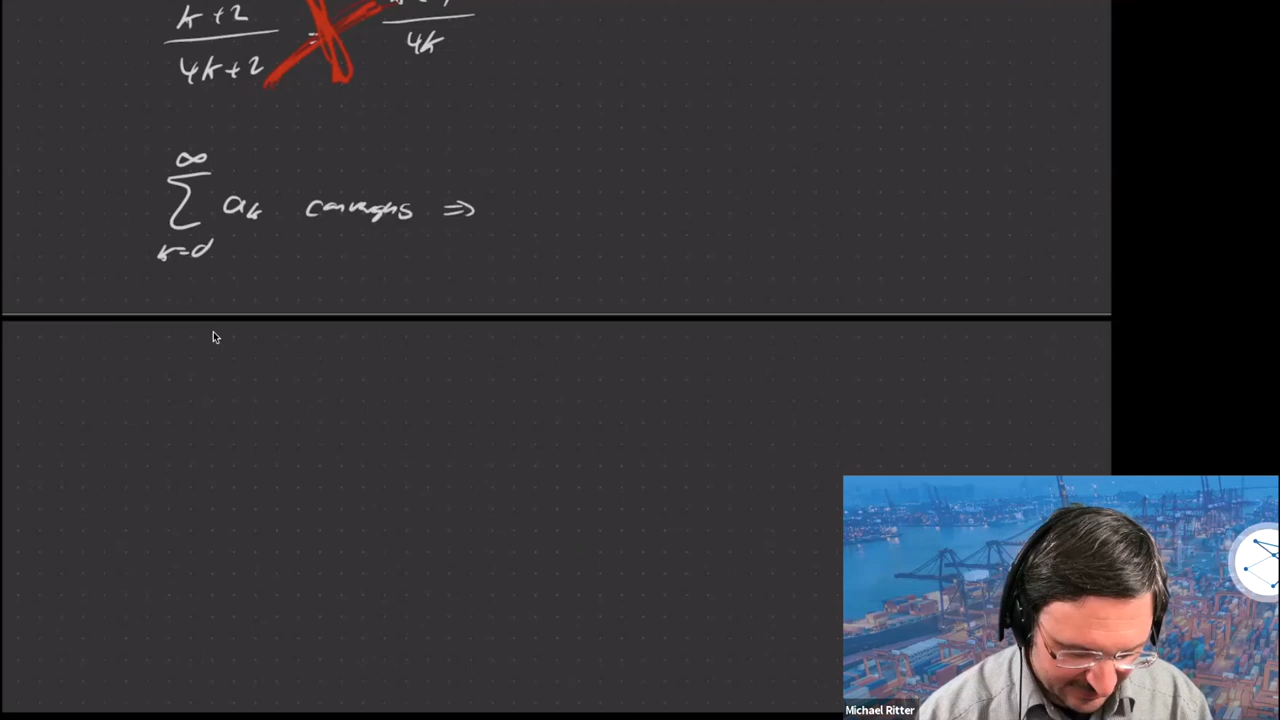 k+2
4k+2 = 4k
∞
∑ a_k converges ⇒
k=0
Michael Ritter